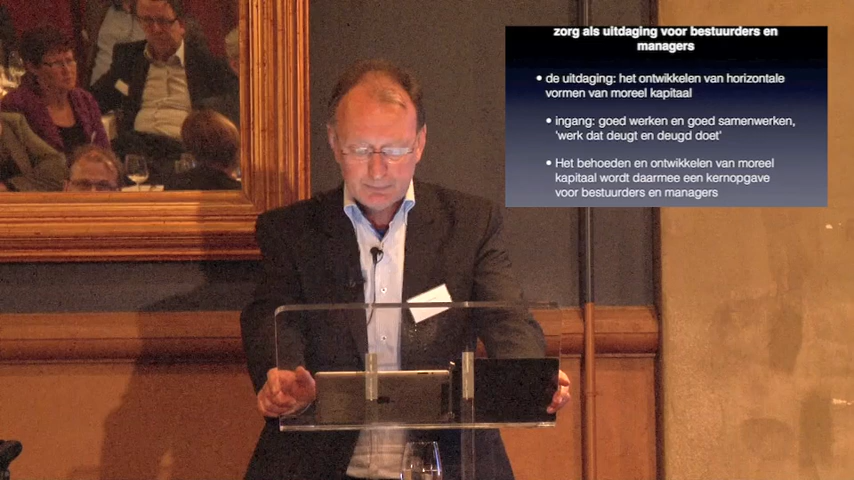 zorg als uitdaging voor bestuurders en
managers
• de uitdaging: het ontwikkelen van horizontale
vormen van moreel kapitaal
• ingang: goed werken en goed samenwerken,
'werk dat deugt en deugd doet'
• Het behoeden en ontwikkelen van moreel
kapitaal wordt daarmee een kernopgave
voor bestuurders en managers